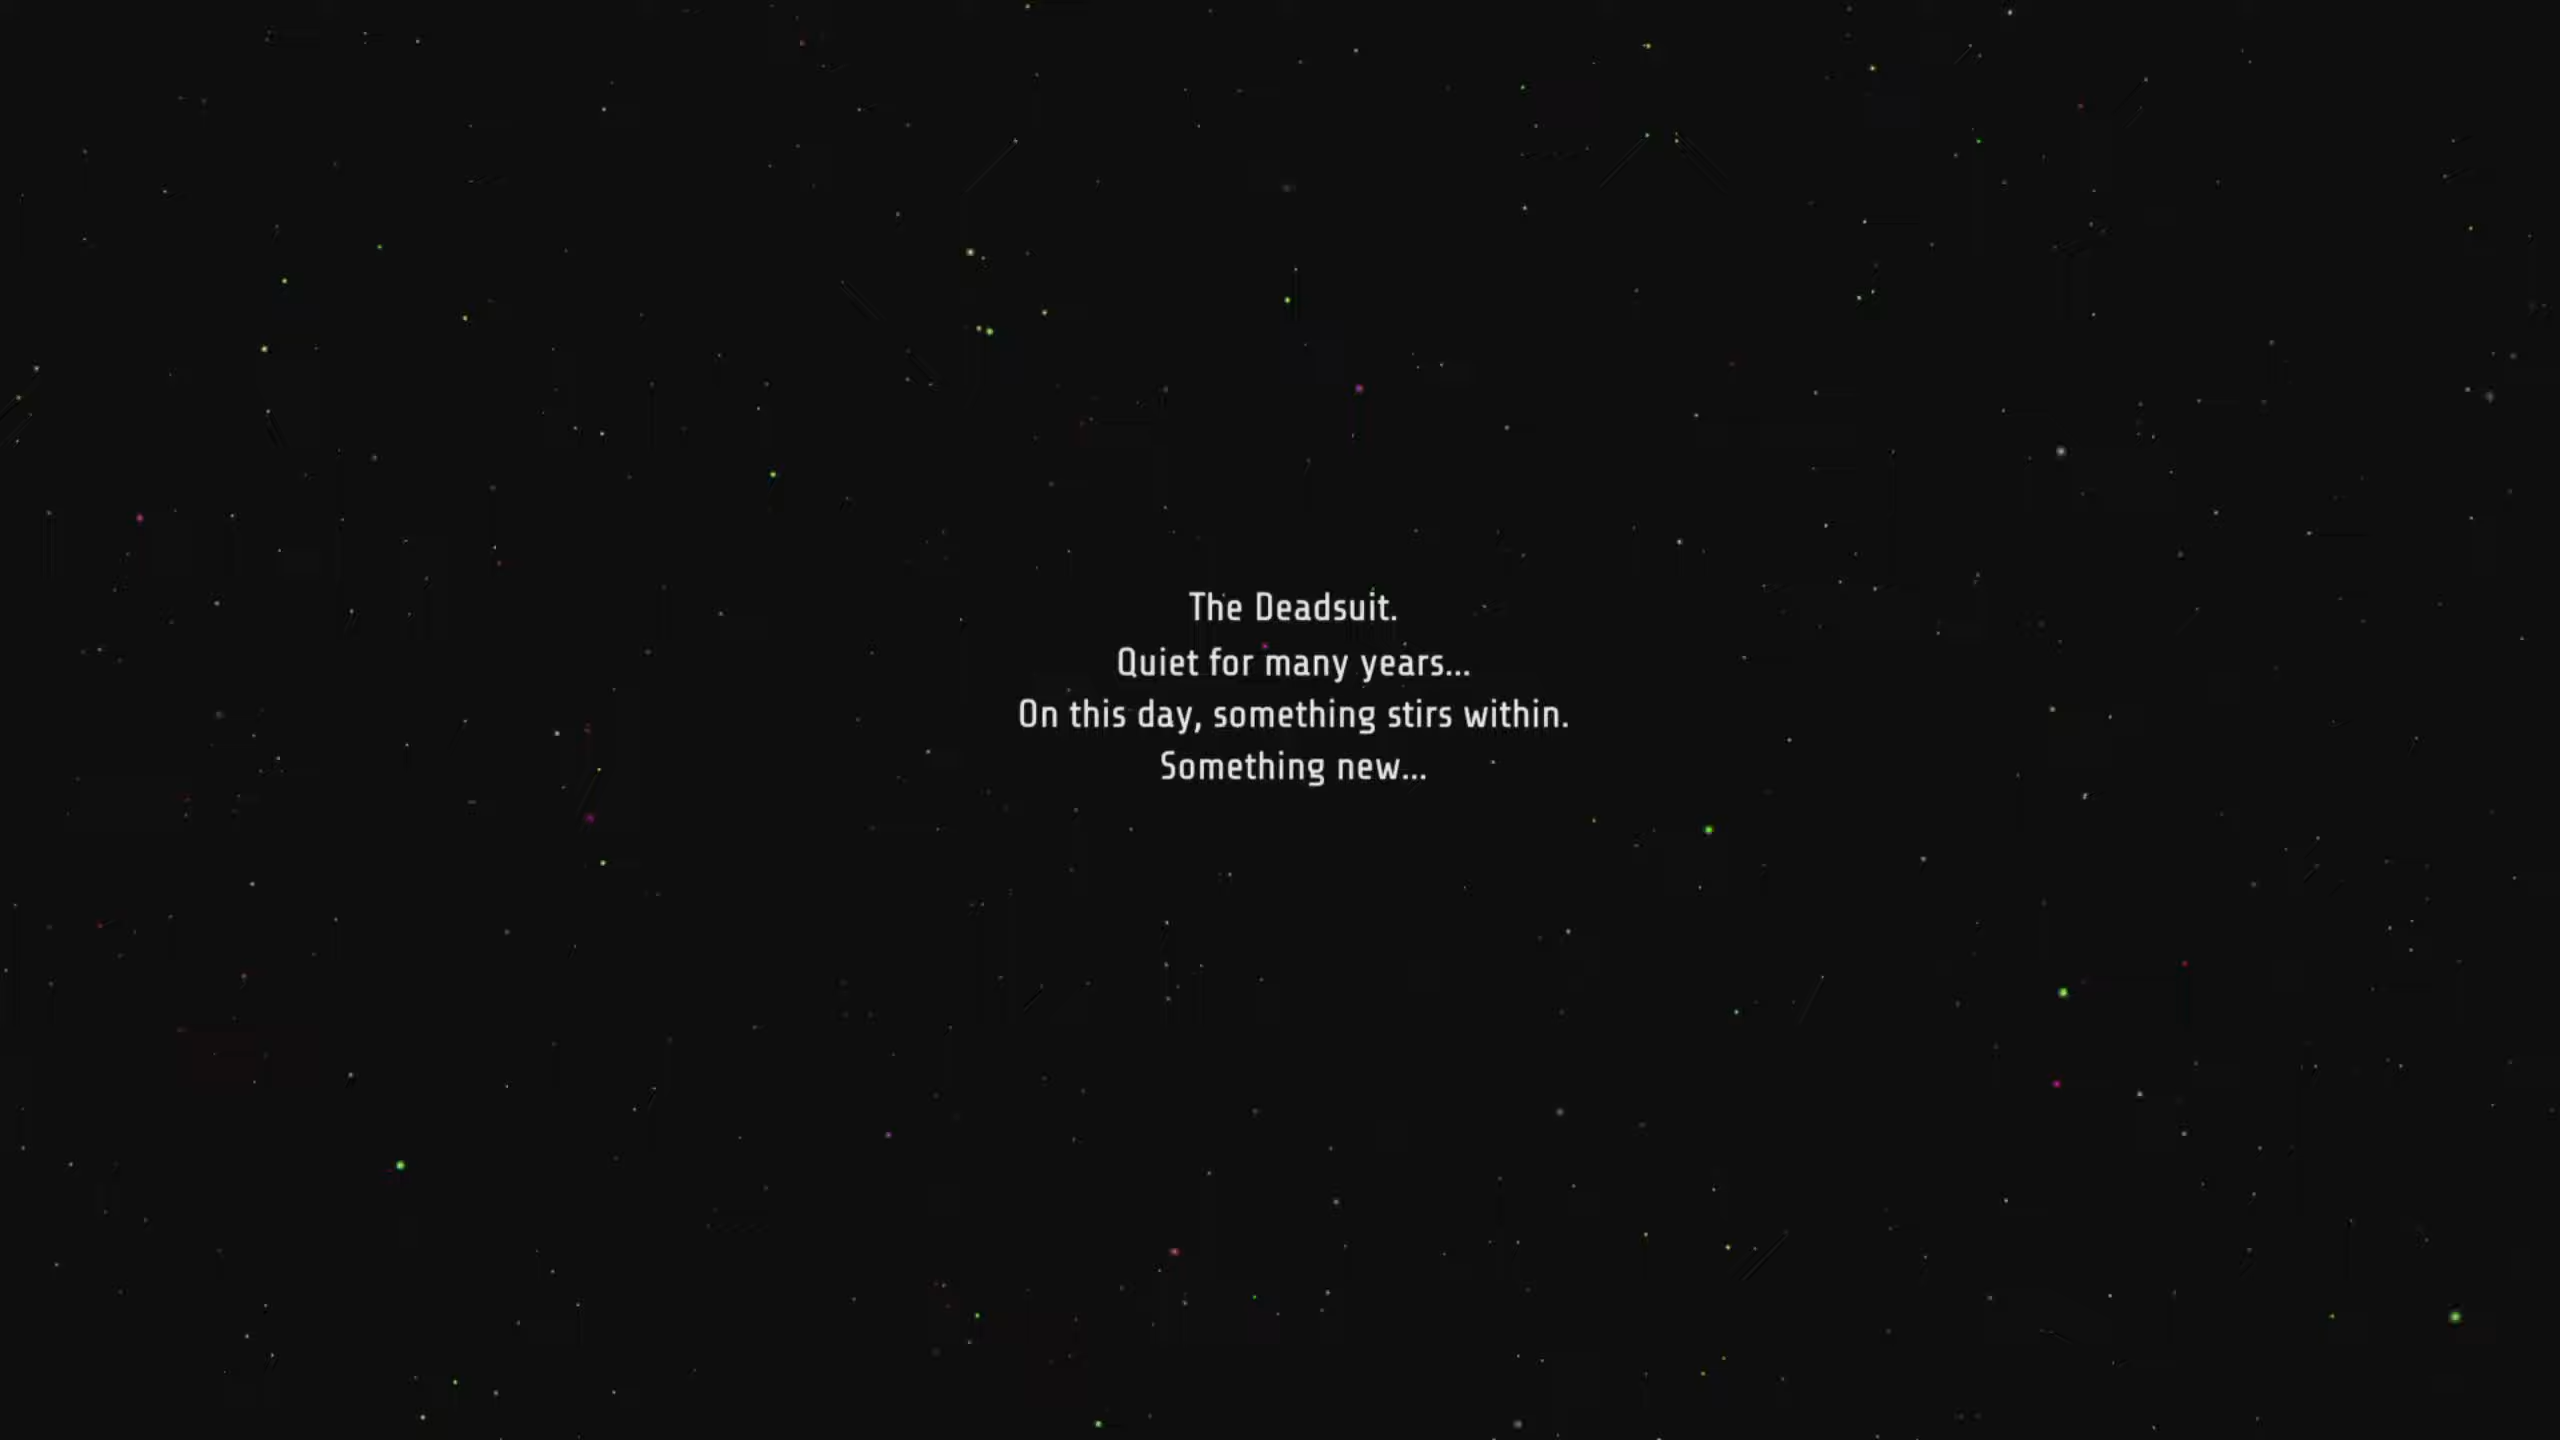 The Deadsuit.
Quiet for many years...
On this day, something stirs within.
Something new...